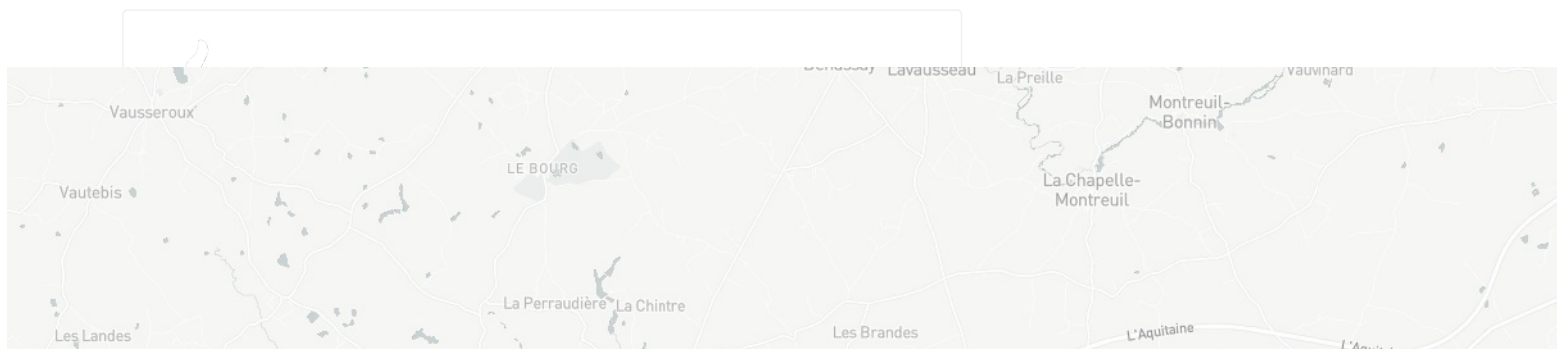 Lavausseau
La Preille
Vauvinard
Vausseroux
Montreuil-
Bonnin
LE BOURG
Vautebis
La Chapelle-
Montreuil
La Perraudière
La Chintre
Les Landes
Les Brandes
L'Aquitaine